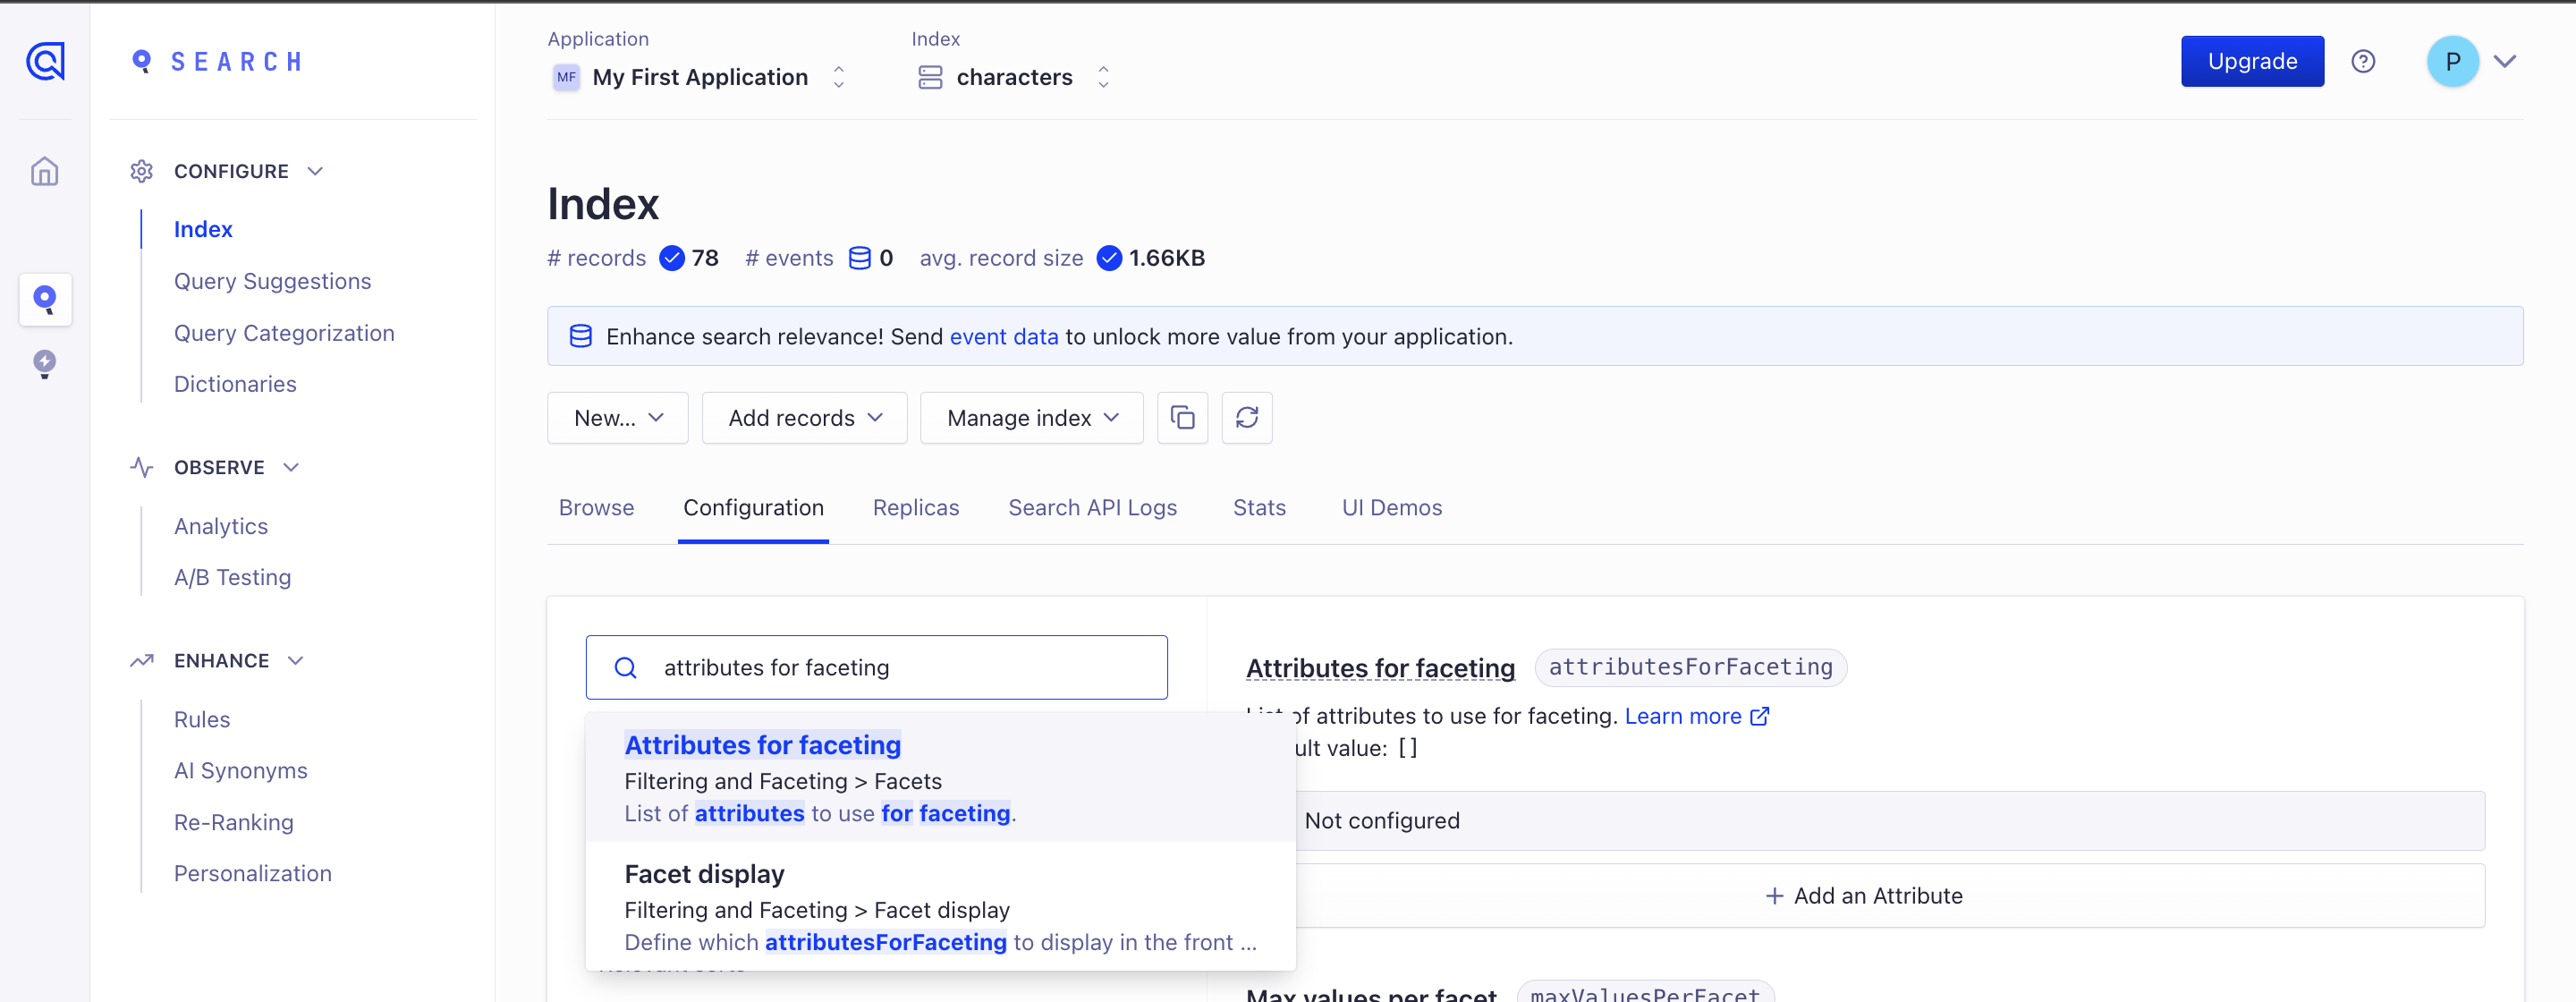 SEARCH
CONFIGURE
Index
Query Suggestions
Query Categorization
Dictionaries
OBSERVE
Analytics
A/B Testing
ENHANCE
Rules
AI Synonyms
Re-Ranking
Personalization
Application
MF My First Application
Index
characters
Upgrade
P
Index
# records 78 # events 0 avg. record size 1.66KB
Enhance search relevance! Send event data to unlock more value from your application.
New... Add records Manage index
Browse Configuration Replicas Search API Logs Stats UI Demos
attributes for faceting
Attributes for faceting
Filtering and Faceting > Facets
List of attributes to use for faceting.
Facet display
Filtering and Faceting > Facet display
Define which attributesForFaceting to display in the front ...
Attributes for faceting attributesForFaceting
of attributes to use for faceting. Learn more
value: []
Not configured
+ Add an Attribute
Max values per facet maxValuesPerFacet